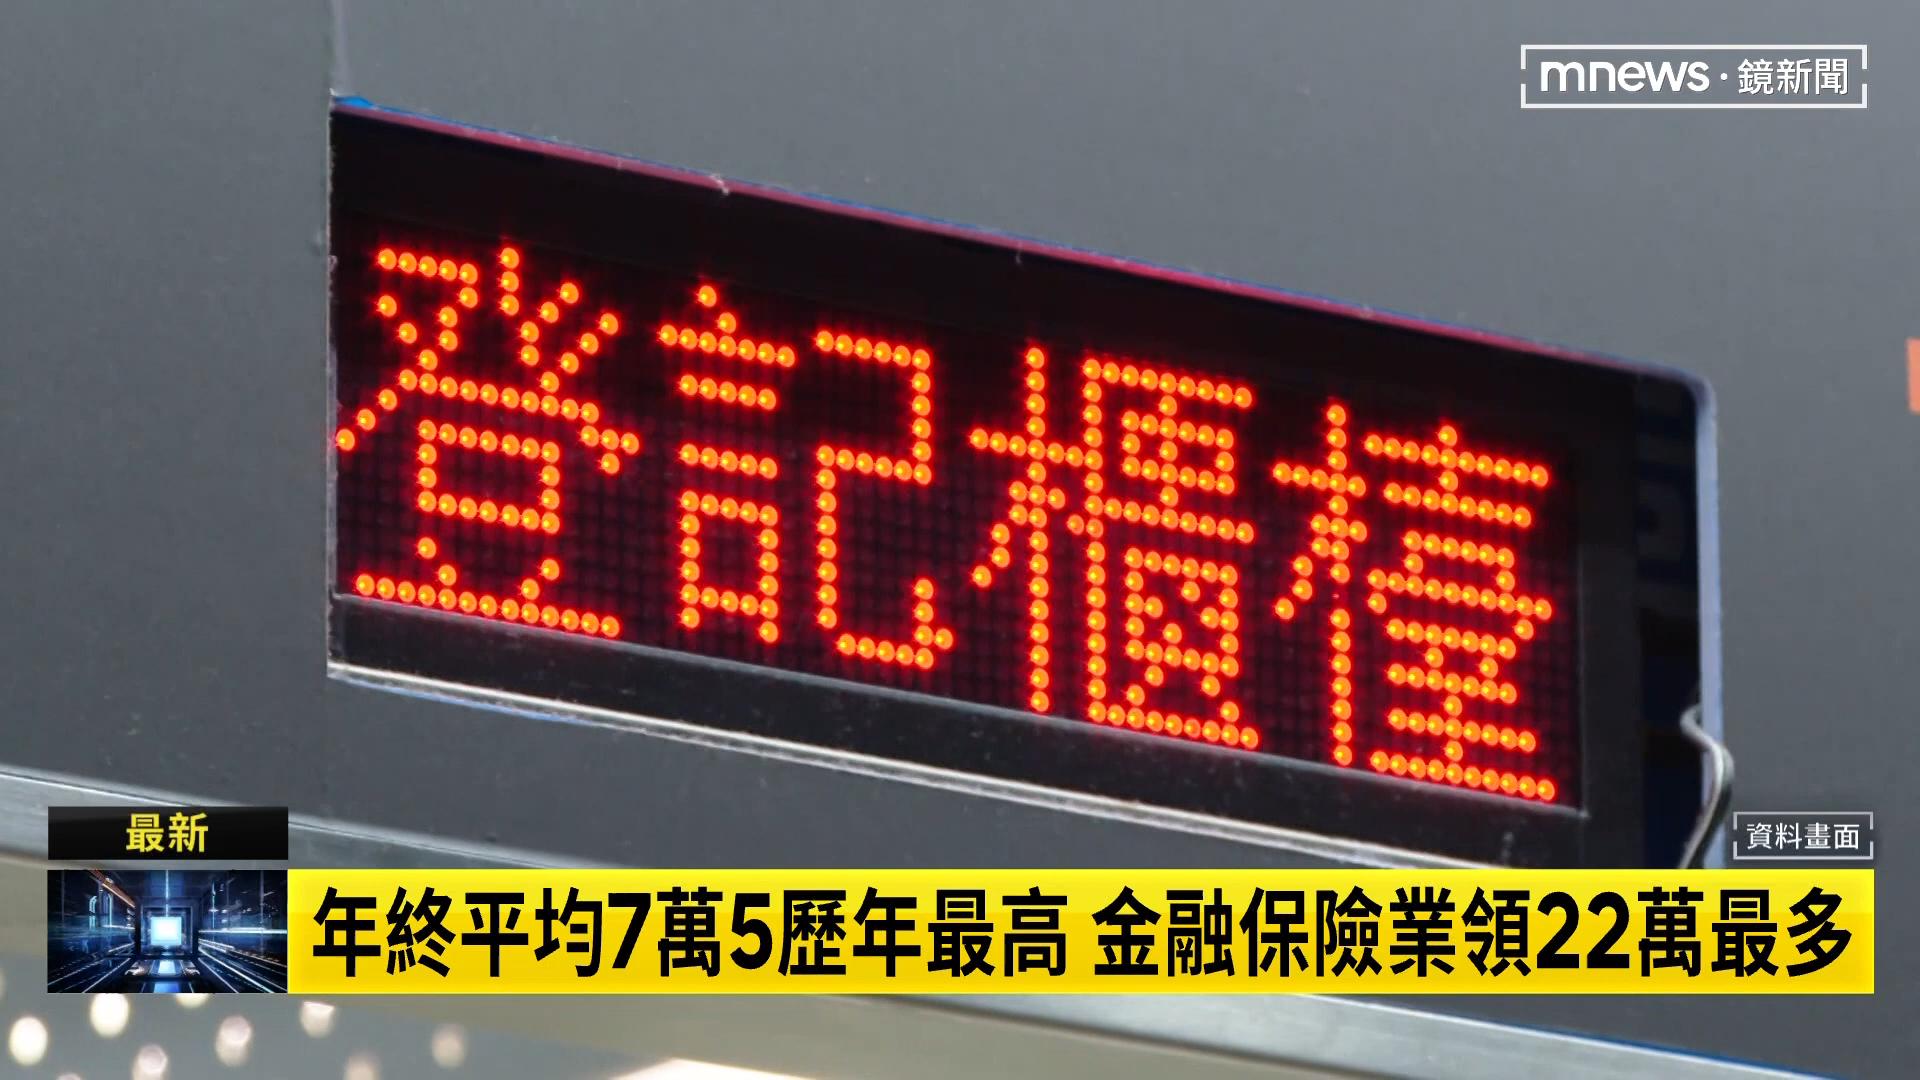 mnews·鏡新聞
登記櫃檯
最新
資料畫面
年終平均7萬5歷年最高 金融保險業領22萬最多